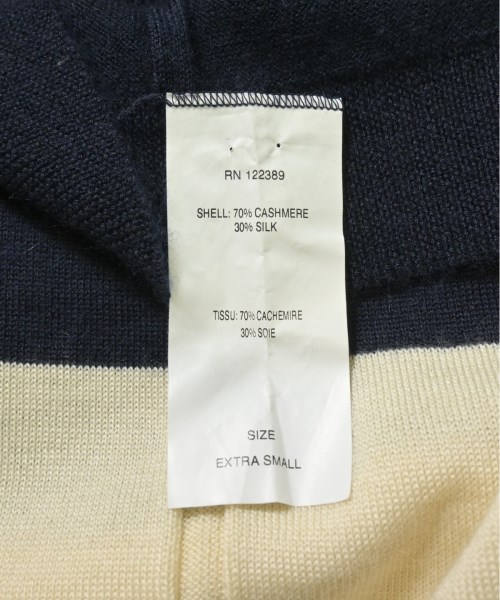 RN 122389
SHELL: 70% CASHMERE
30% SILK
TISSU: 70% CACHEMIRE
30% SOIE
SIZE
EXTRA SMALL